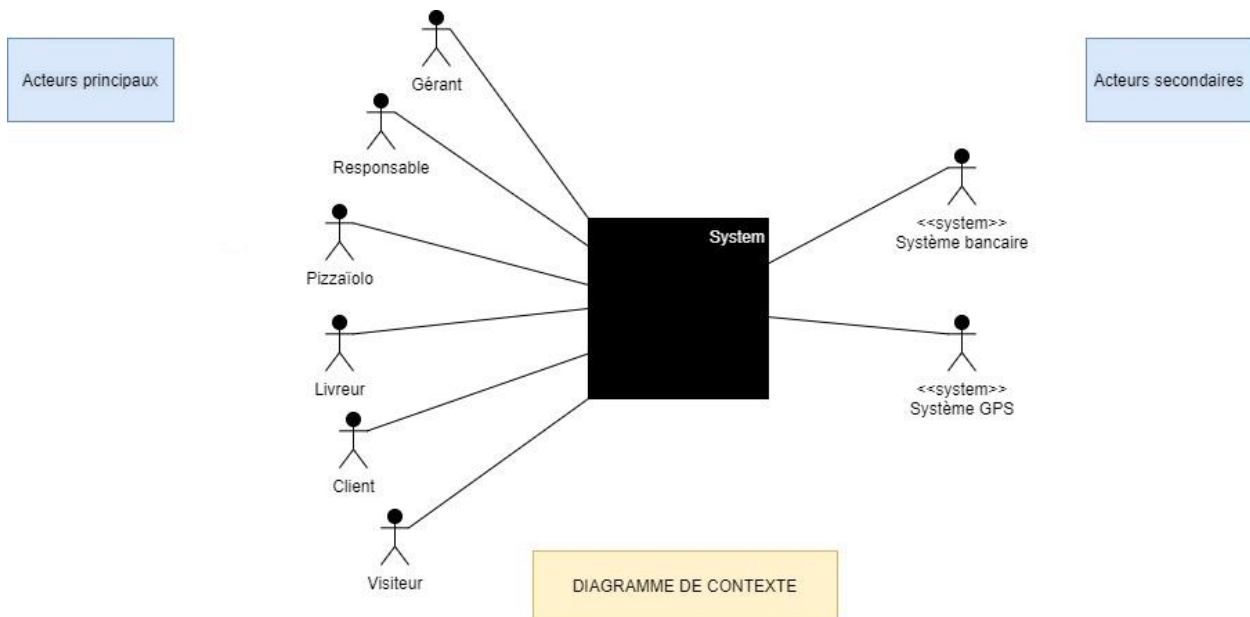 Gérant
Acteurs principaux
Acteurs secondaires
Responsable
System
<<system>>
Système bancaire
Pizzaïolo
Livreur
<<system>>
Système GPS
Client
Visiteur
DIAGRAMME DE CONTEXTE